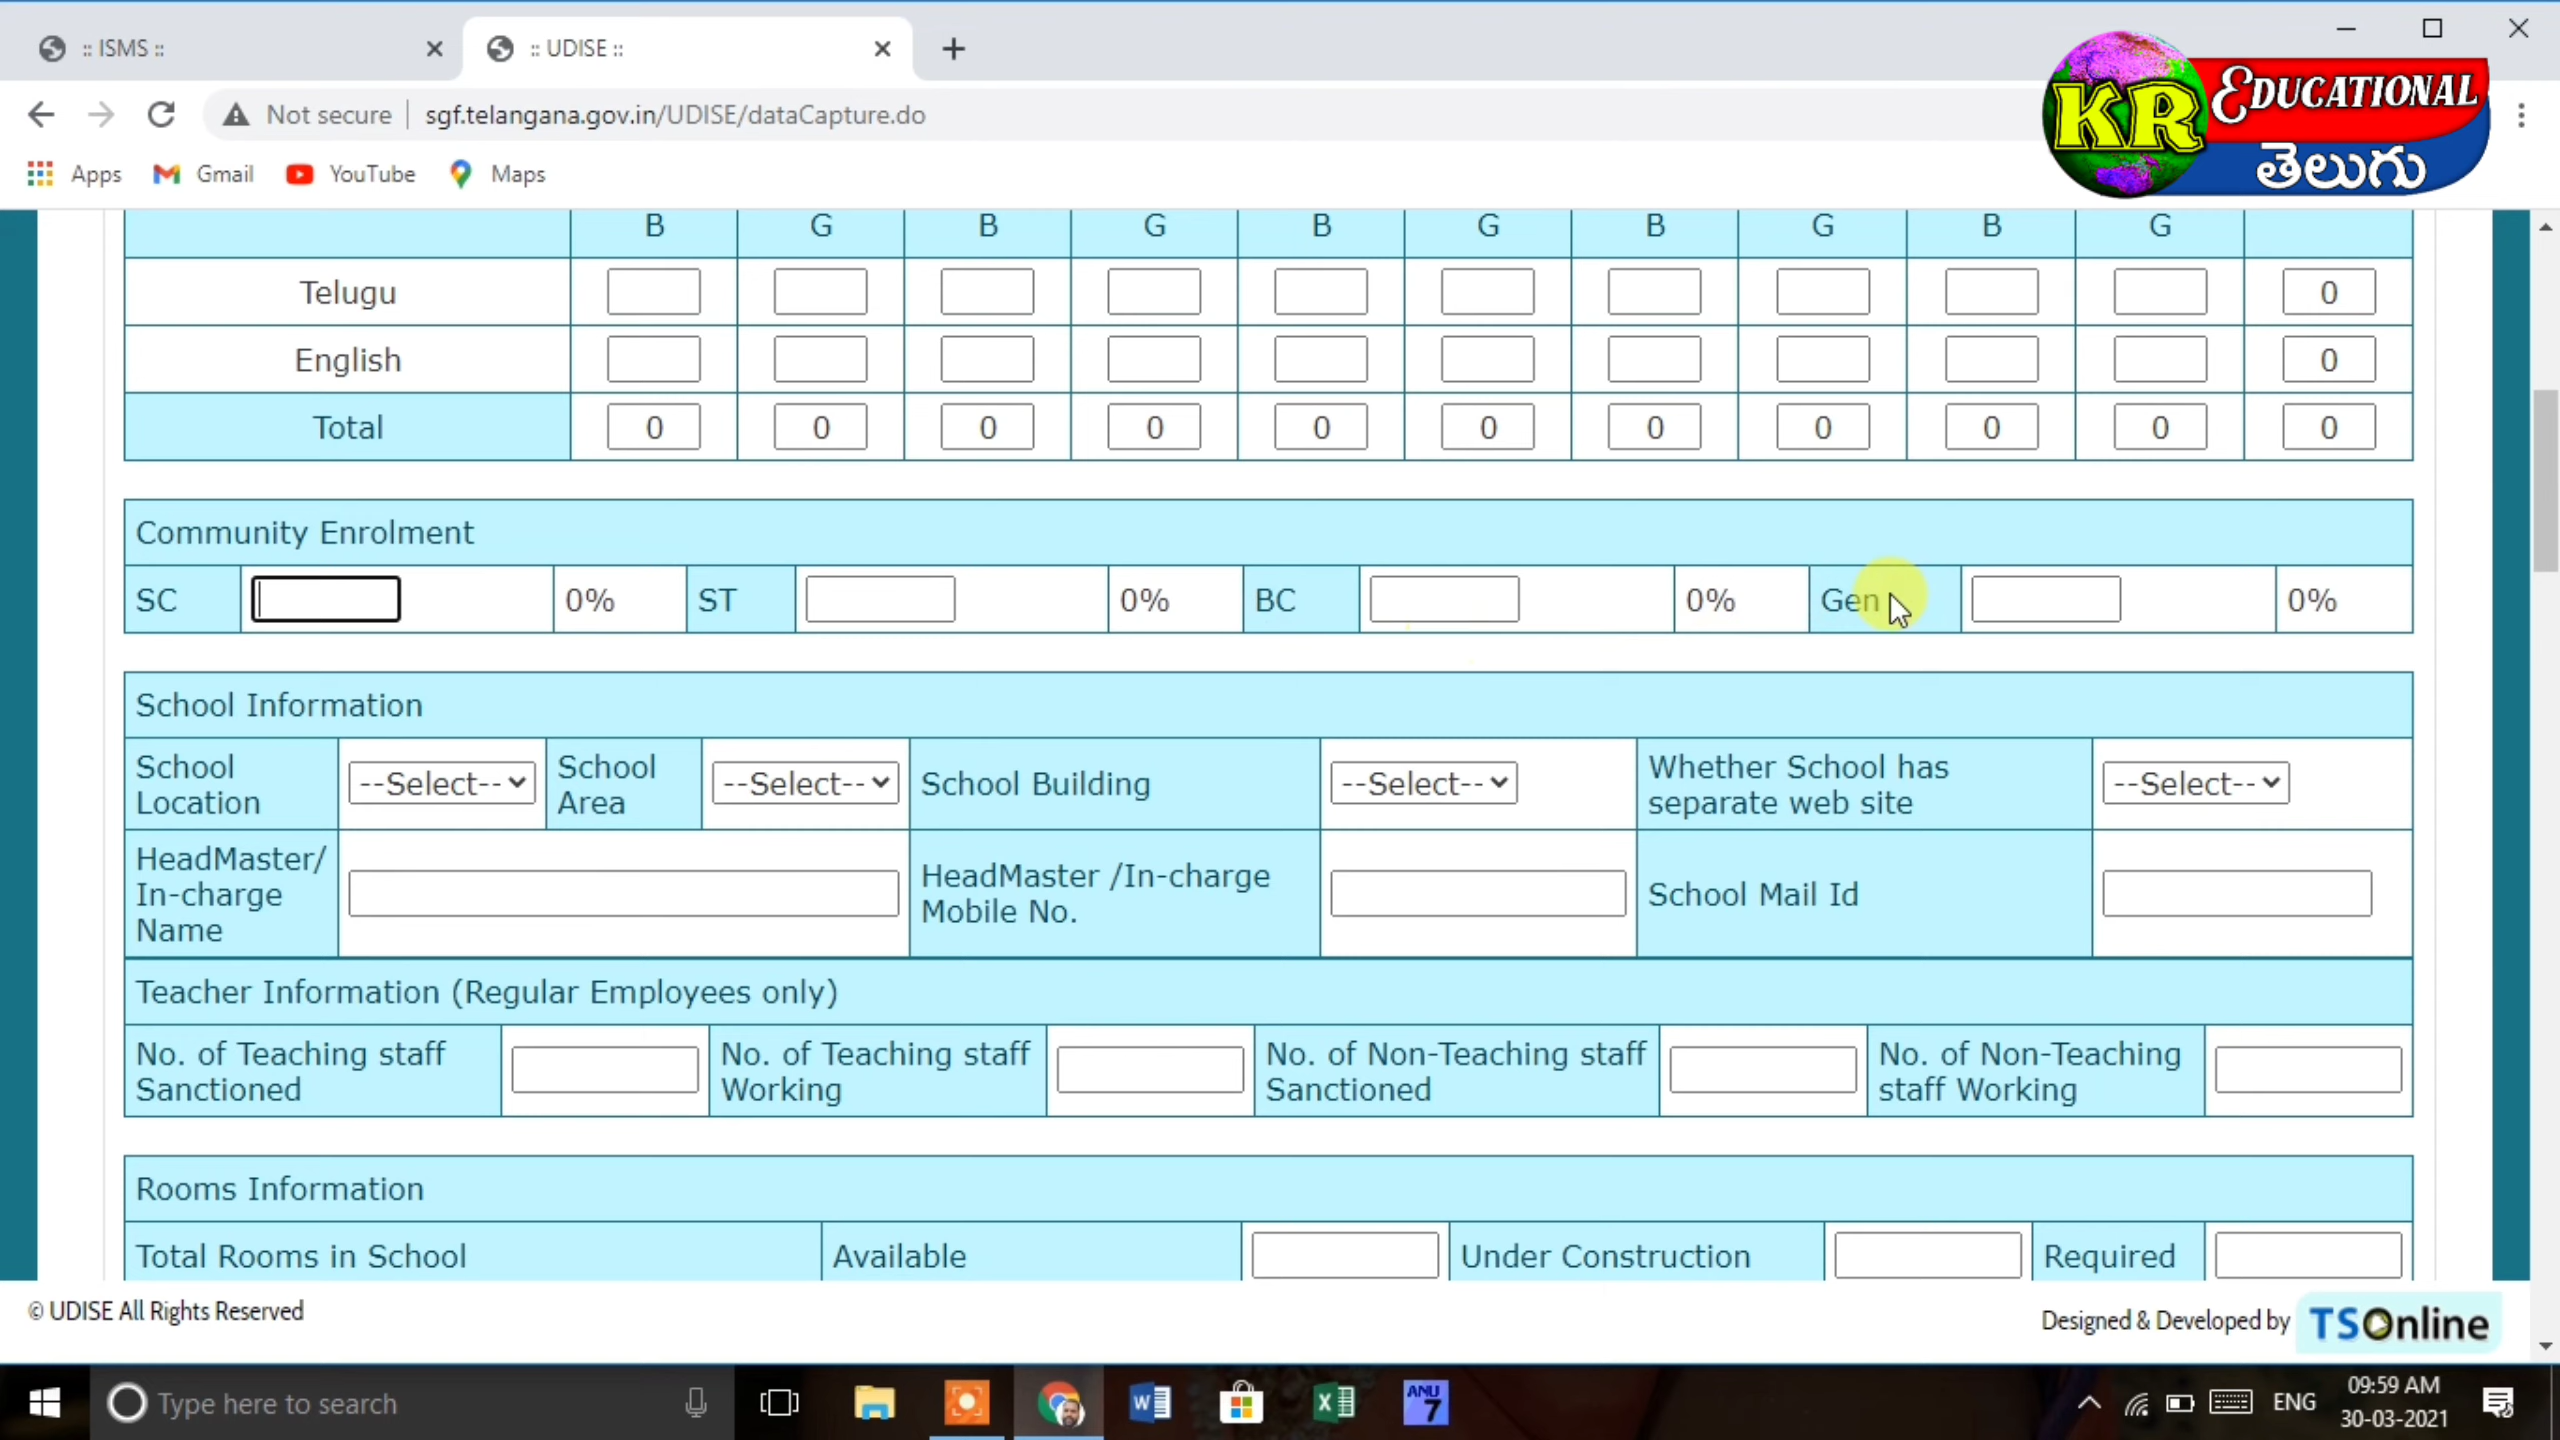 :: ISMS ::
:: UDISE ::
Not secure sgf.telangana.gov.in/UDISE/dataCapture.do
KR EDUCATIONAL
తెలుగు
Apps Gmail YouTube Maps
B G B G B G B G B G
Telugu 0
English 0
Total 0 0 0 0 0 0 0 0 0 0 0
Community Enrolment
SC 0% ST 0% BC 0% Gen 0%
School Information
School Location --Select-- School Area --Select-- School Building --Select-- Whether School has separate web site --Select--
HeadMaster/ In-charge Name HeadMaster /In-charge Mobile No. School Mail Id
Teacher Information (Regular Employees only)
No. of Teaching staff Sanctioned No. of Teaching staff Working No. of Non-Teaching staff Sanctioned No. of Non-Teaching staff Working
Rooms Information
Total Rooms in School Available Under Construction Required
© UDISE All Rights Reserved
Designed & Developed by TSOnline
Type here to search
ANU 7
ENG
09:59 AM
30-03-2021